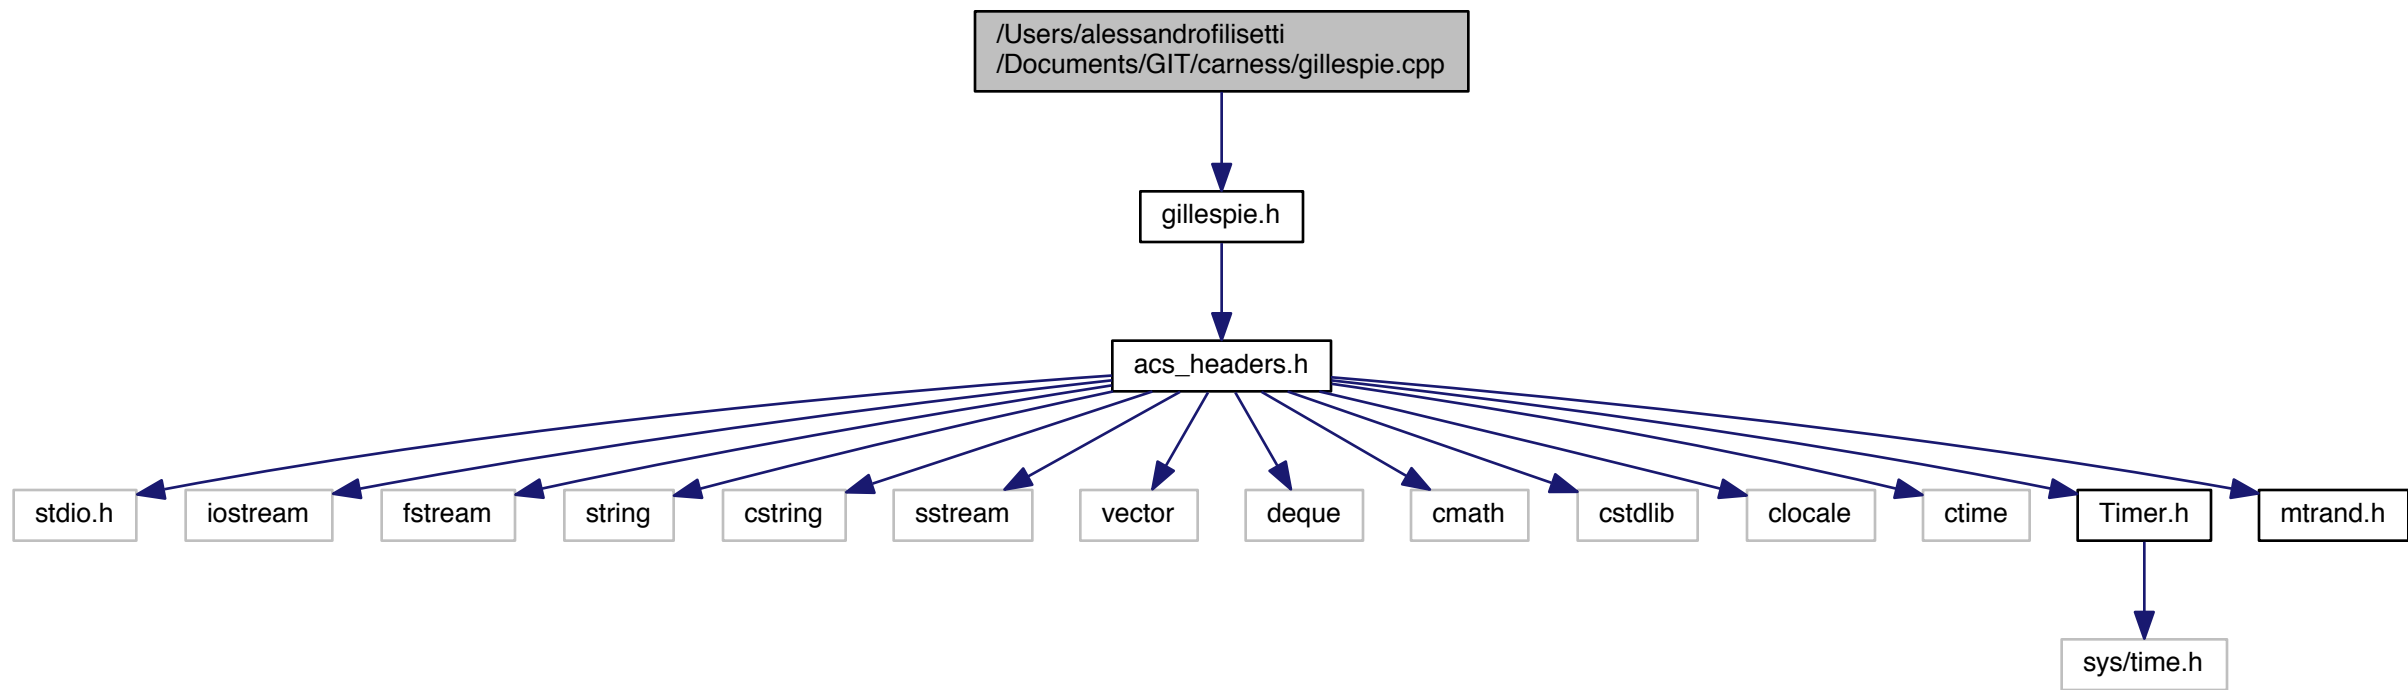 /Users/alessandrofilisetti
/Documents/GIT/carness/gillespie.cpp
gillespie.h
acs_headers.h
stdio.h
iostream
fstream
string
cstring
sstream
vector
deque
cmath
cstdlib
clocale
ctime
Timer.h
mtrand.h
sys/time.h